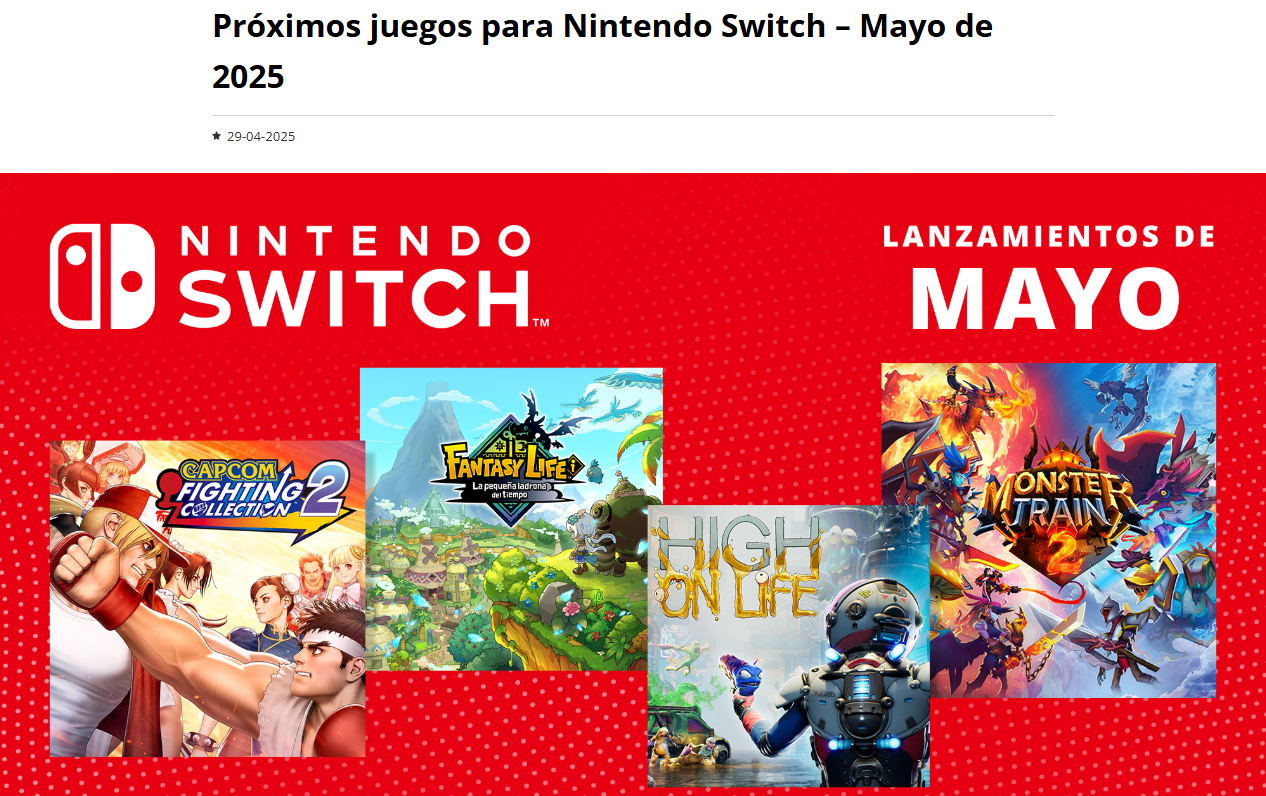 Próximos juegos para Nintendo Switch – Mayo de
2025
29-04-2025
NINTENDO
SWITCH™
LANZAMIENTOS DE
MAYO
CAPCOM
FIGHTING
COLLECTION 2
FANTASY LIFE i
La pequeña ladrona
del tiempo
HIGH
ON LIFE
MONSTER
TRAIN
2